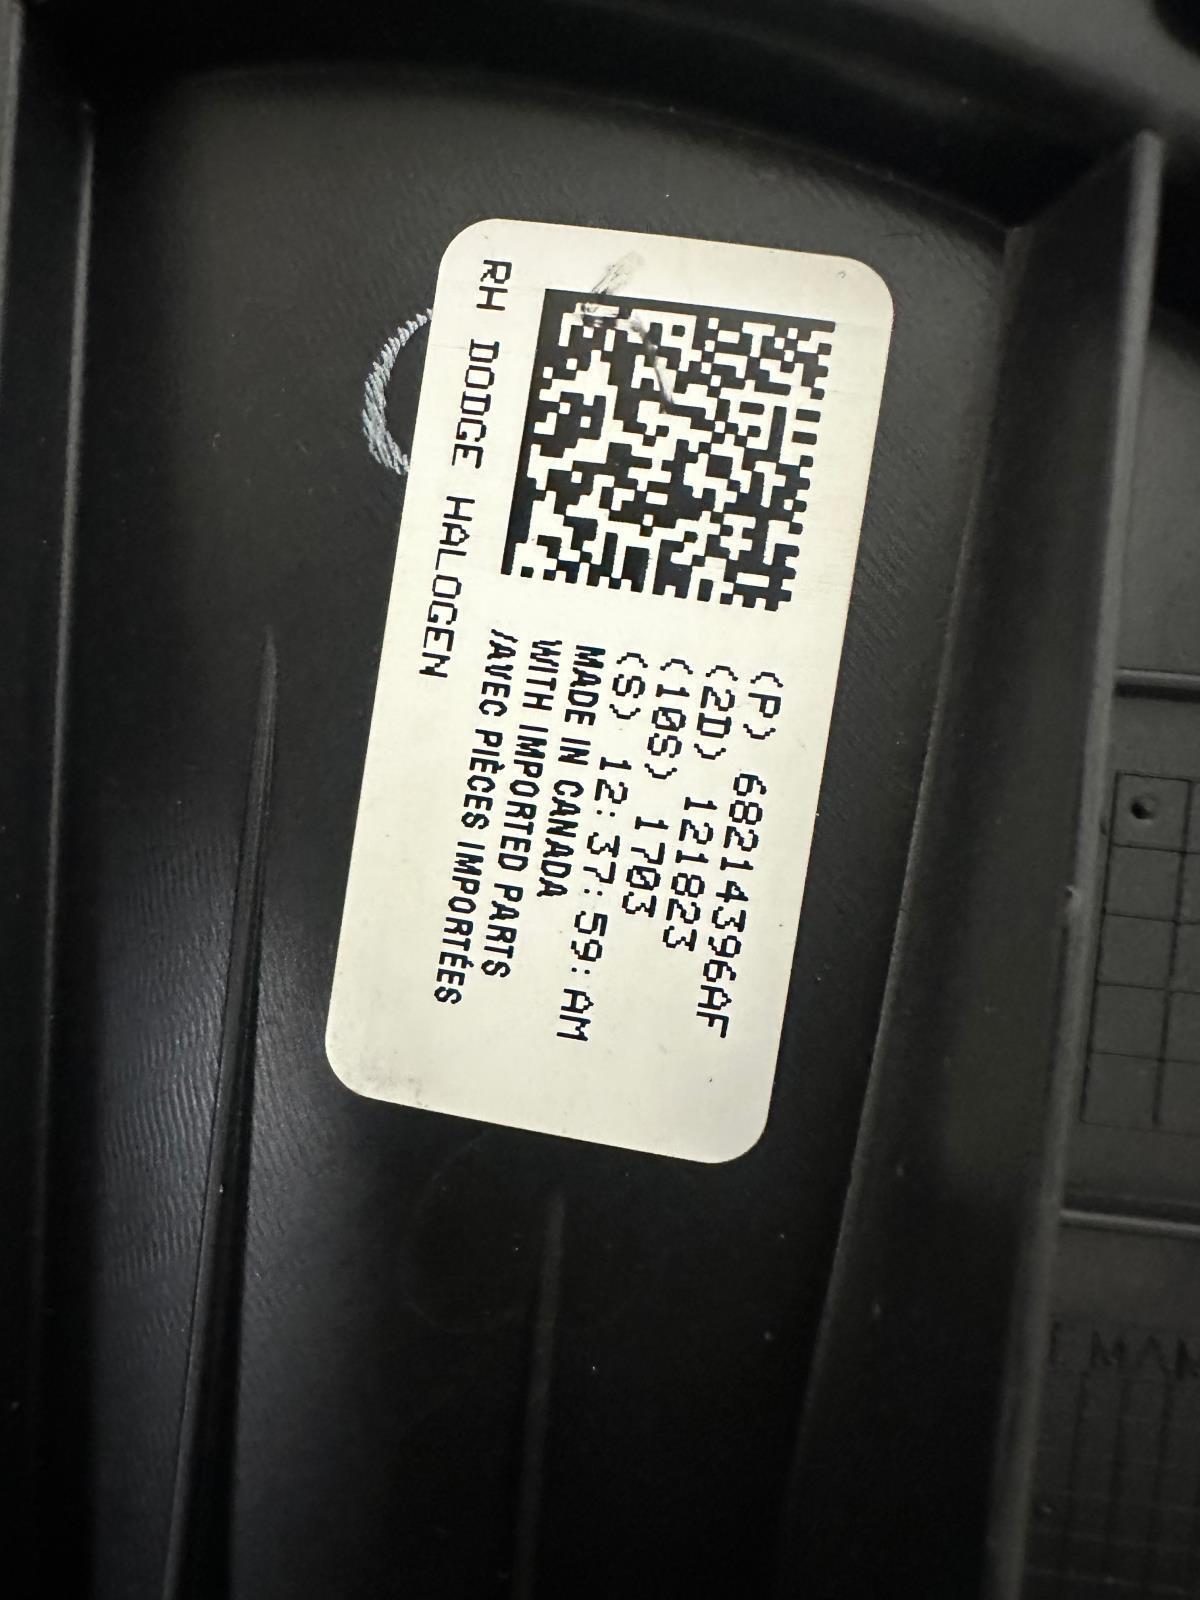 (P) 68214396AF
(2D) 121823
(10S) 1703
(S) 12:37:59:AM
MADE IN CANADA
WITH IMPORTED PARTS
/AVEC PIÈCES IMPORTÉES
RH DODGE HALOGEN